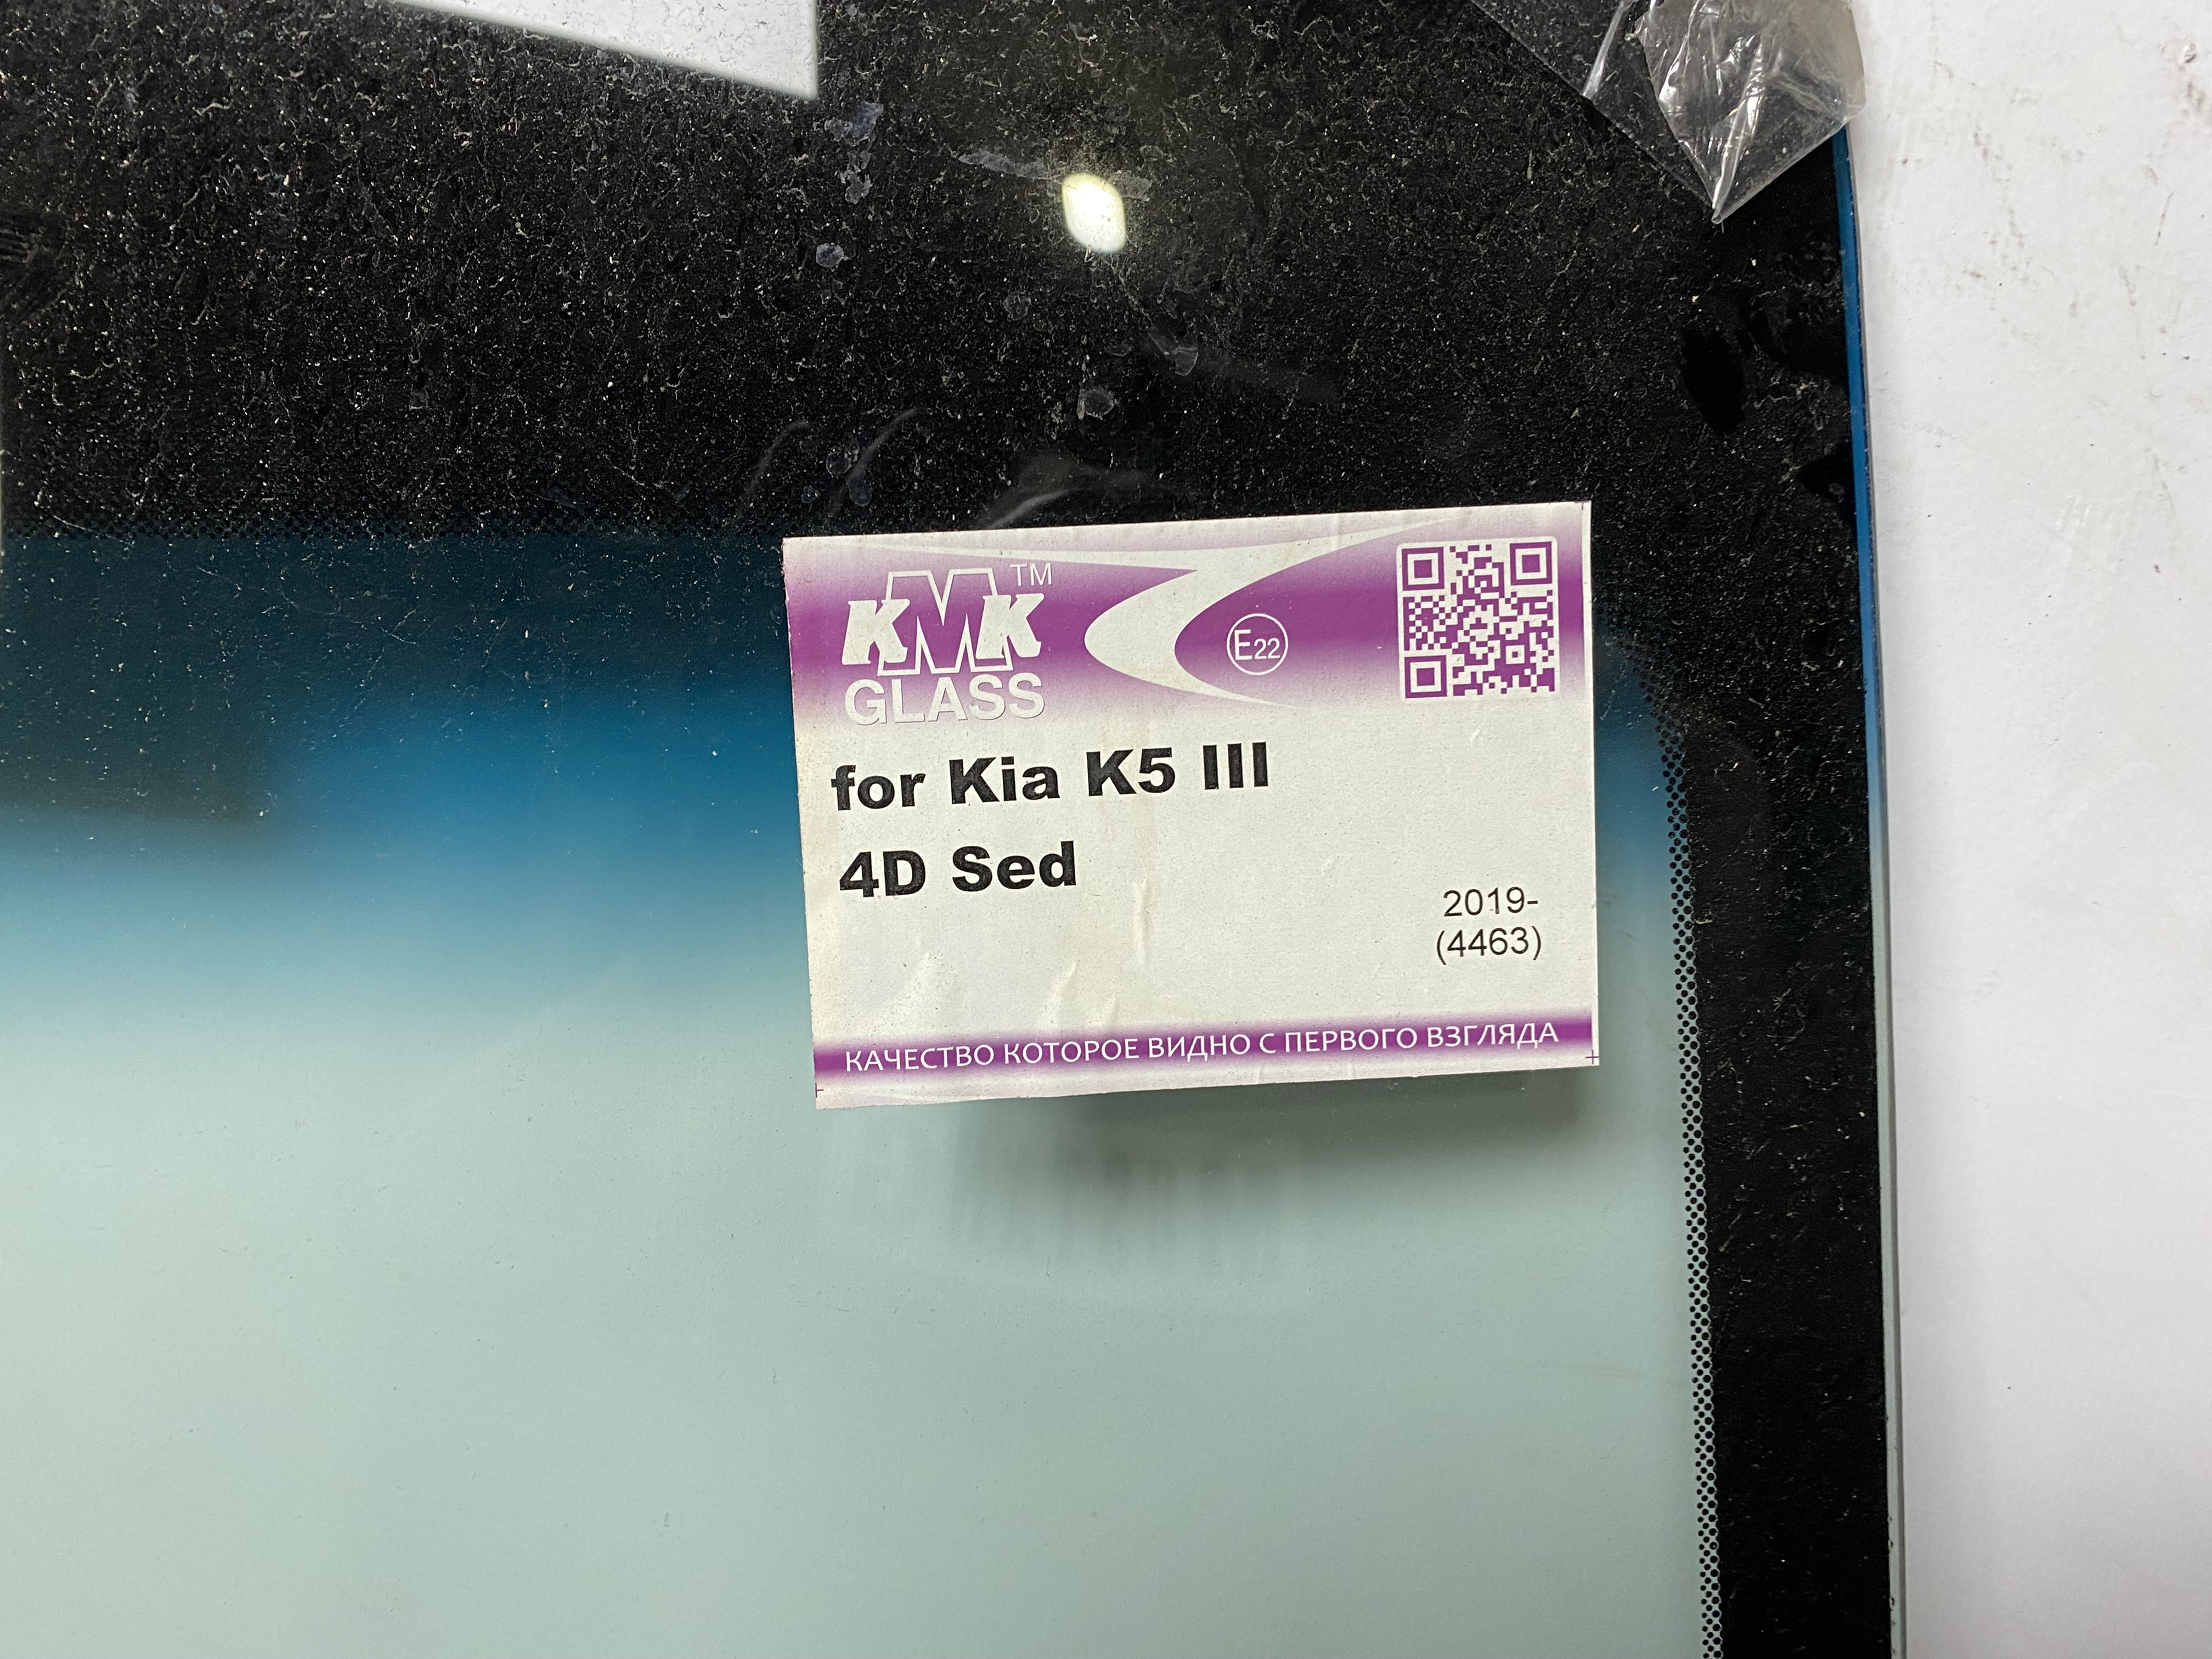 KMK™
GLASS
E22
for Kia K5 III
4D Sed
2019-
(4463)
КАЧЕСТВО КОТОРОЕ ВИДНО С ПЕРВОГО ВЗГЛЯДА